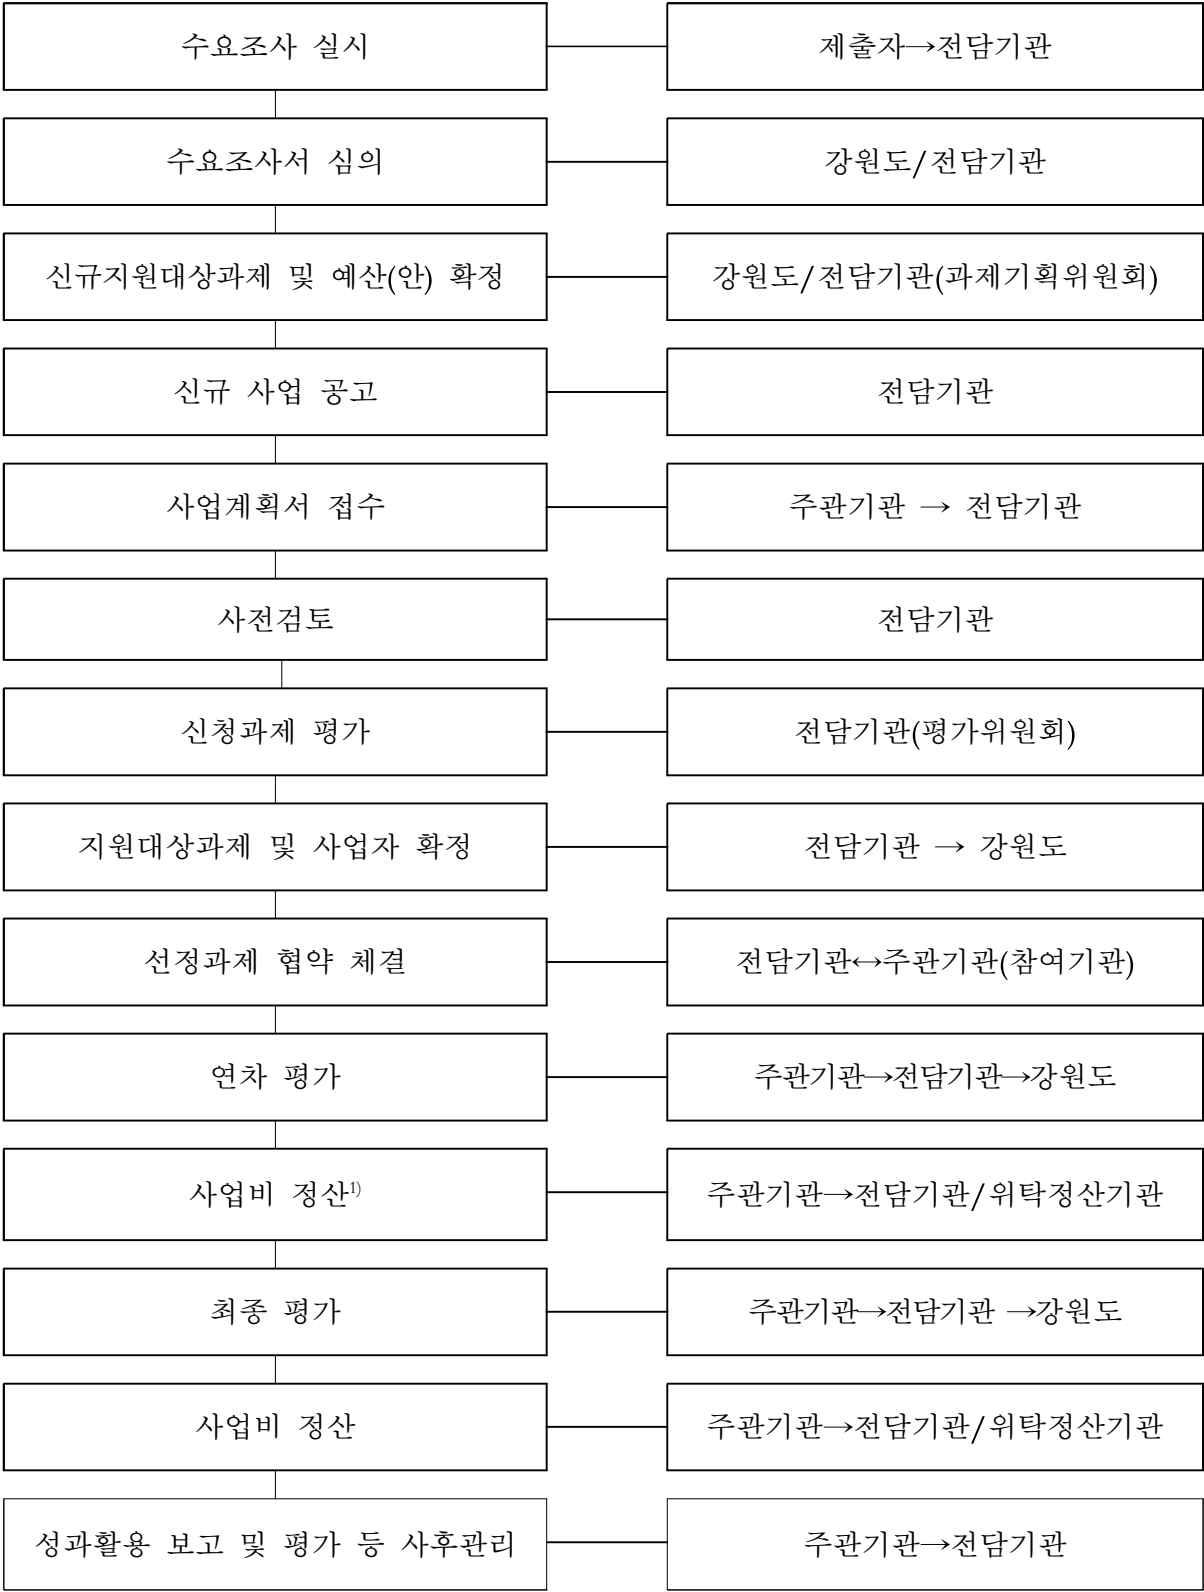 수요조사 실시
제출자→전담기관
수요조사서 심의
강원도/전담기관
신규지원대상과제 및 예산(안) 확정
강원도/전담기관(과제기획위원회)
신규 사업 공고
전담기관
사업계획서 접수
주관기관 → 전담기관
사전검토
전담기관
신청과제 평가
전담기관(평가위원회)
지원대상과제 및 사업자 확정
전담기관 → 강원도
선정과제 협약 체결
전담기관↔주관기관(참여기관)
연차 평가
주관기관→전담기관→강원도
사업비 정산1)
주관기관→전담기관/위탁정산기관
최종 평가
주관기관→전담기관 →강원도
사업비 정산
주관기관→전담기관/위탁정산기관
성과활용 보고 및 평가 등 사후관리
주관기관→전담기관